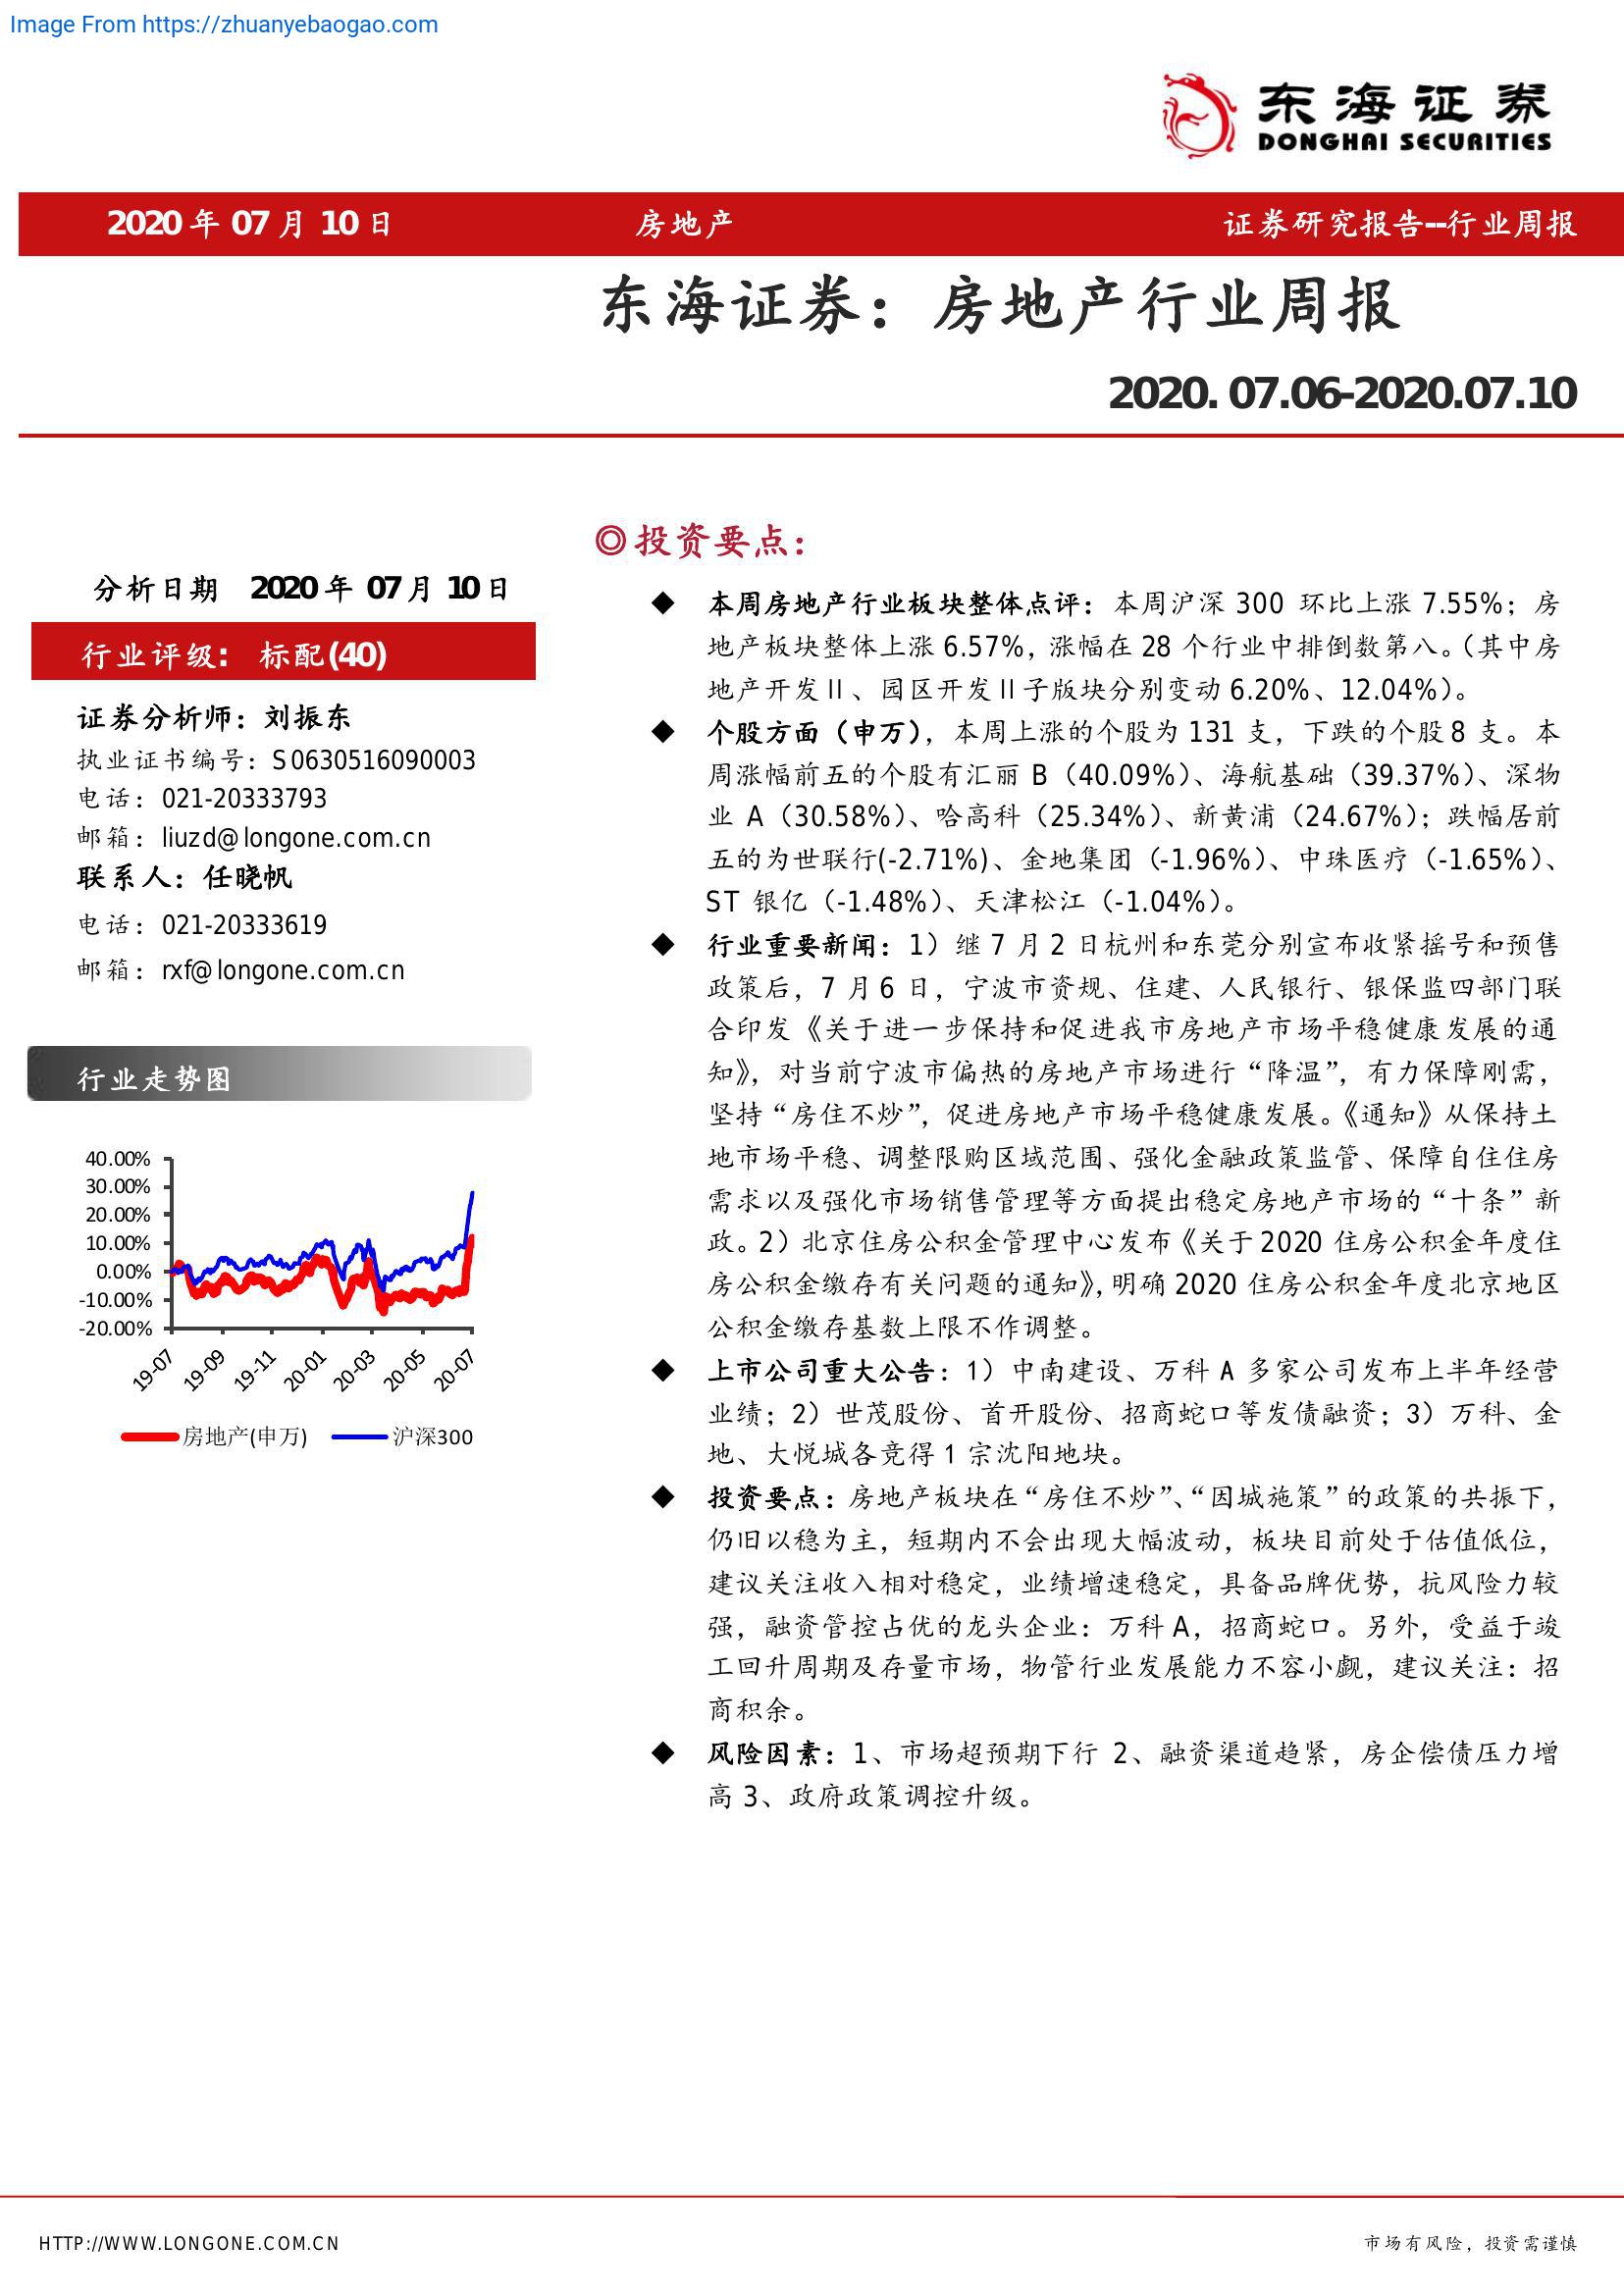 Image From https://zhuanyebaogao.com
东海证券
DONGHAI SECURITIES
2020 年 07 月 10 日 房地产 证券研究报告--行业周报
东海证券：房地产行业周报
2020. 07.06-2020.07.10
分析日期 2020 年 07 月 10 日
行业评级： 标配(40)
证券分析师：刘振东
执业证书编号：S0630516090003
电话：021-20333793
邮箱：liuzd@longone.com.cn
联系人：任晓帆
电话：021-20333619
邮箱：rxf@longone.com.cn
行业走势图
40.00%
30.00%
20.00%
10.00%
0.00%
-10.00%
-20.00%
19-07 19-09 19-11 20-01 20-03 20-05 20-07
房地产(申万) 沪深300
◎投资要点：
◆ 本周房地产行业板块整体点评：本周沪深 300 环比上涨 7.55%；房
地产板块整体上涨 6.57%，涨幅在 28 个行业中排倒数第八。（其中房
地产开发Ⅱ、园区开发Ⅱ子版块分别变动 6.20%、12.04%）。
◆ 个股方面（申万），本周上涨的个股为 131 支，下跌的个股 8 支。本
周涨幅前五的个股有汇丽 B（40.09%）、海航基础（39.37%）、深物
业 A（30.58%）、哈高科（25.34%）、新黄浦（24.67%）；跌幅居前
五的为世联行(-2.71%)、金地集团（-1.96%）、中珠医疗（-1.65%）、
ST 银亿（-1.48%）、天津松江（-1.04%）。
◆ 行业重要新闻：1）继 7 月 2 日杭州和东莞分别宣布收紧摇号和预售
政策后，7 月 6 日，宁波市资规、住建、人民银行、银保监四部门联
合印发《关于进一步保持和促进我市房地产市场平稳健康发展的通
知》，对当前宁波市偏热的房地产市场进行“降温”，有力保障刚需，
坚持“房住不炒”，促进房地产市场平稳健康发展。《通知》从保持土
地市场平稳、调整限购区域范围、强化金融政策监管、保障自住住房
需求以及强化市场销售管理等方面提出稳定房地产市场的“十条”新
政。2）北京住房公积金管理中心发布《关于 2020 住房公积金年度住
房公积金缴存有关问题的通知》，明确 2020 住房公积金年度北京地区
公积金缴存基数上限不作调整。
◆ 上市公司重大公告：1）中南建设、万科 A 多家公司发布上半年经营
业绩；2）世茂股份、首开股份、招商蛇口等发债融资；3）万科、金
地、大悦城各竞得 1 宗沈阳地块。
◆ 投资要点：房地产板块在“房住不炒”、“因城施策”的政策的共振下，
仍旧以稳为主，短期内不会出现大幅波动，板块目前处于估值低位，
建议关注收入相对稳定，业绩增速稳定，具备品牌优势，抗风险力较
强，融资管控占优的龙头企业：万科 A，招商蛇口。另外，受益于竣
工回升周期及存量市场，物管行业发展能力不容小觑，建议关注：招
商积余。
◆ 风险因素：1、市场超预期下行 2、融资渠道趋紧，房企偿债压力增
高 3、政府政策调控升级。
HTTP://WWW.LONGONE.COM.CN 市场有风险，投资需谨慎